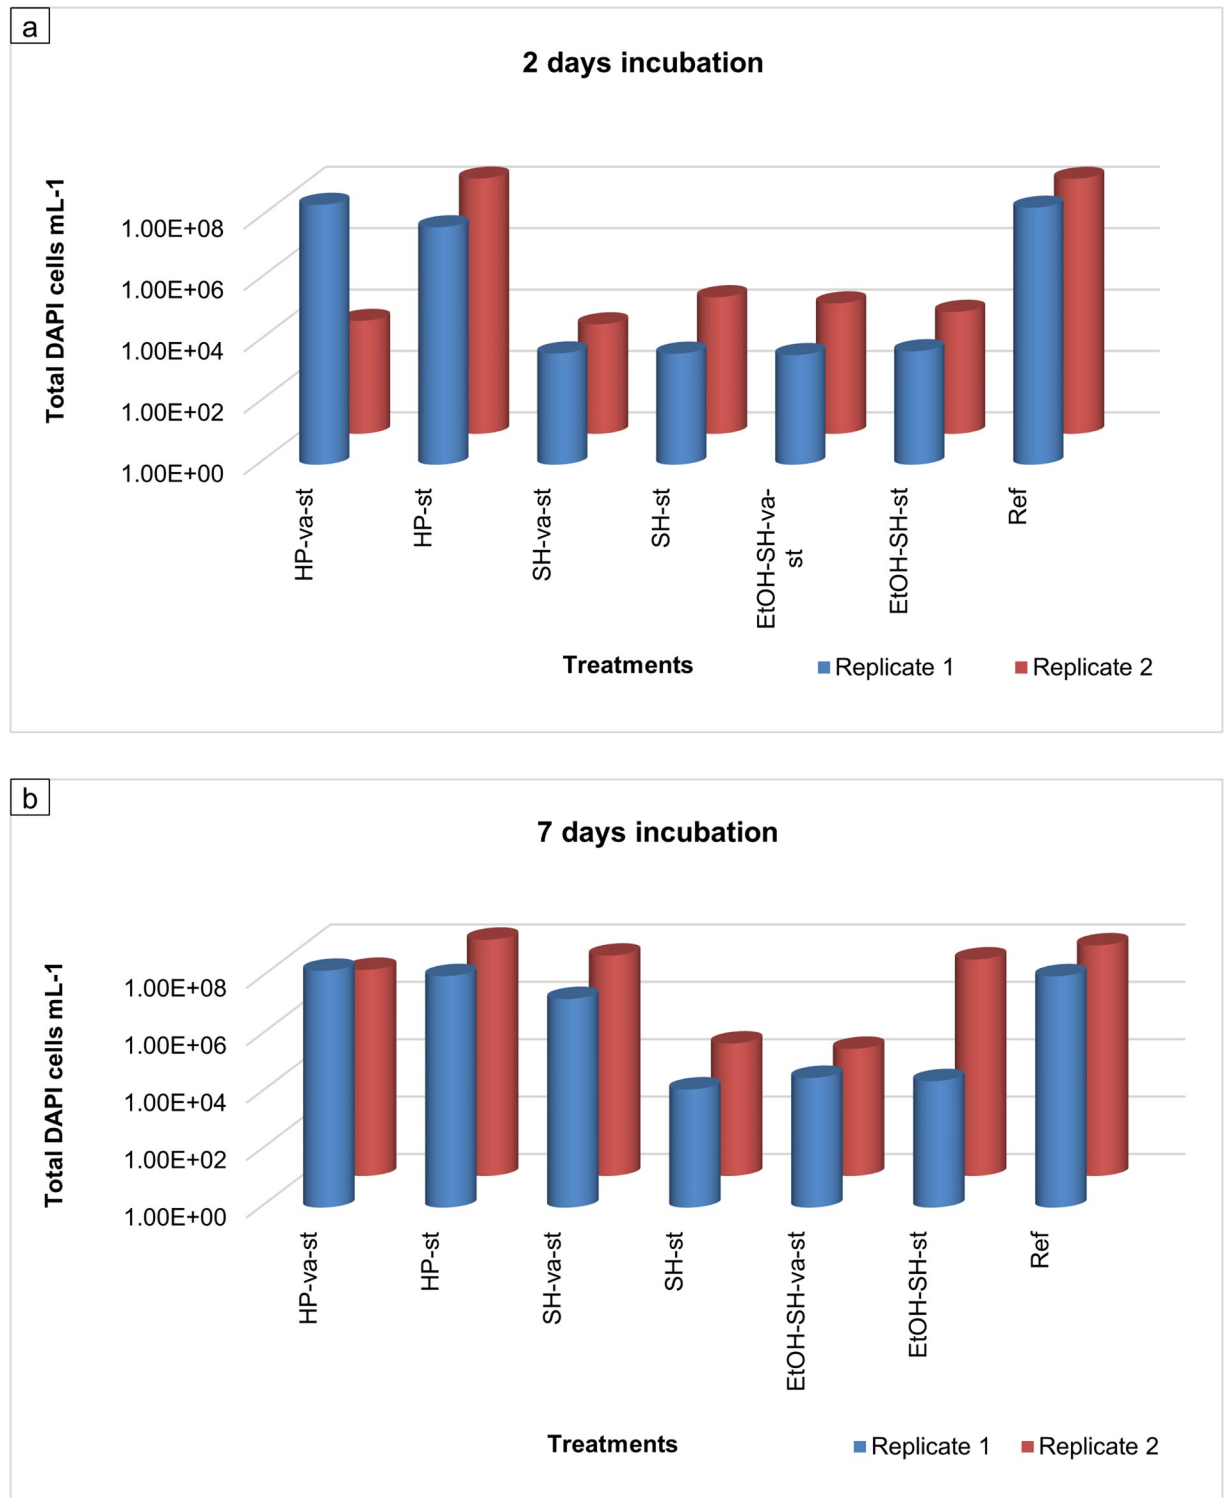 a
2 days incubation
Total DAPI cells mL-1
1.00E+08
1.00E+06
1.00E+04
1.00E+02
1.00E+00
HP-va-st
HP-st
SH-va-st
SH-st
EtOH-SH-va-
st
EtOH-SH-st
Ref
Treatments
Replicate 1
Replicate 2
b
7 days incubation
Total DAPI cells mL-1
1.00E+08
1.00E+06
1.00E+04
1.00E+02
1.00E+00
HP-va-st
HP-st
SH-va-st
SH-st
EtOH-SH-va-st
EtOH-SH-st
Ref
Treatments
Replicate 1
Replicate 2